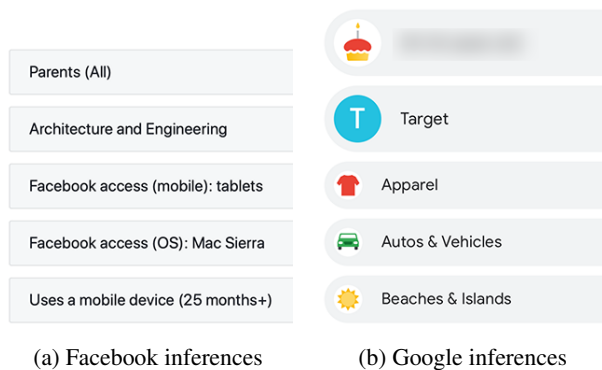 Parents (All)
Architecture and Engineering
Facebook access (mobile): tablets
Facebook access (OS): Mac Sierra
Uses a mobile device (25 months+)
(a) Facebook inferences
T
Target
Apparel
Autos & Vehicles
Beaches & Islands
(b) Google inferences